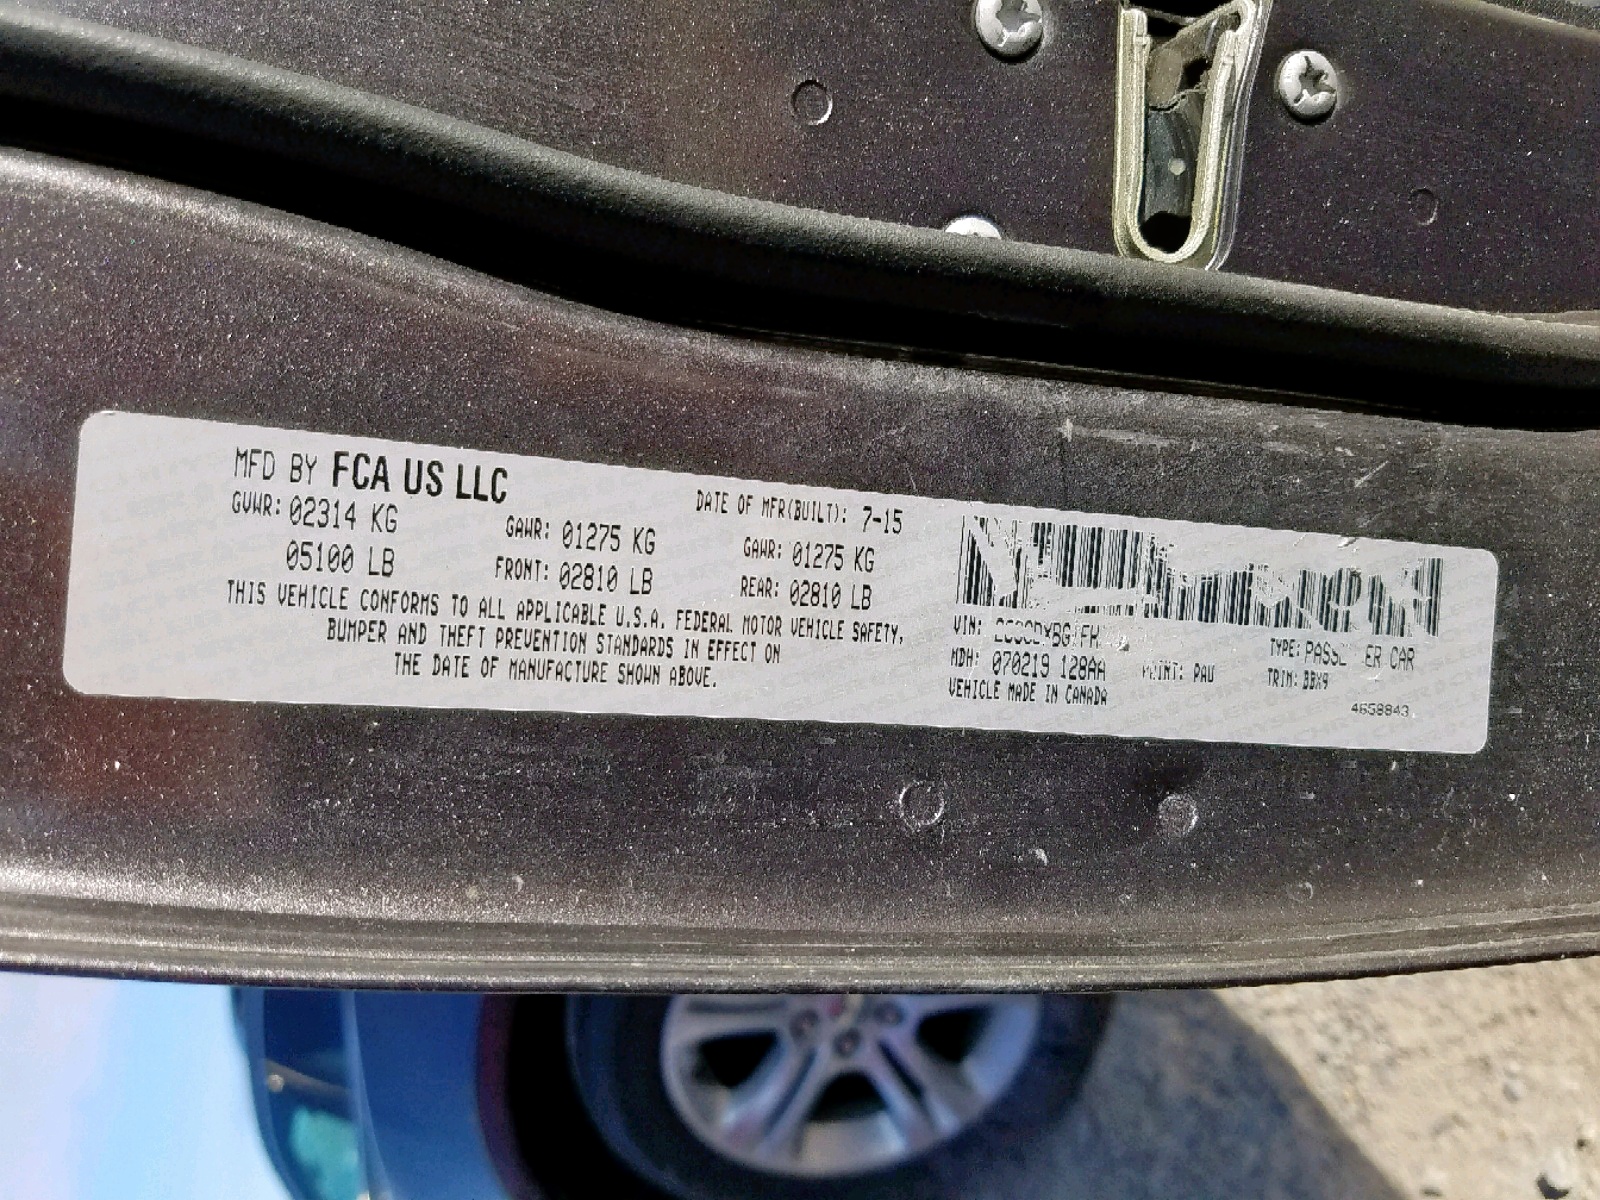 MFD BY FCA US LLC
DATE OF MFR(BUILT): 7-15
GVWR: 02314 KG
GAWR: 01275 KG
GAWR: 01275 KG
05100 LB
FRONT: 02810 LB
REAR: 02810 LB
THIS VEHICLE CONFORMS TO ALL APPLICABLE U.S.A. FEDERAL MOTOR VEHICLE SAFETY,
BUMPER AND THEFT PREVENTION STANDARDS IN EFFECT ON
THE DATE OF MANUFACTURE SHOWN ABOVE.
VIN:
TYPE: CAR
MDH: 070219 128AA PAU TRIM: BBX9
VEHICLE MADE IN CANADA